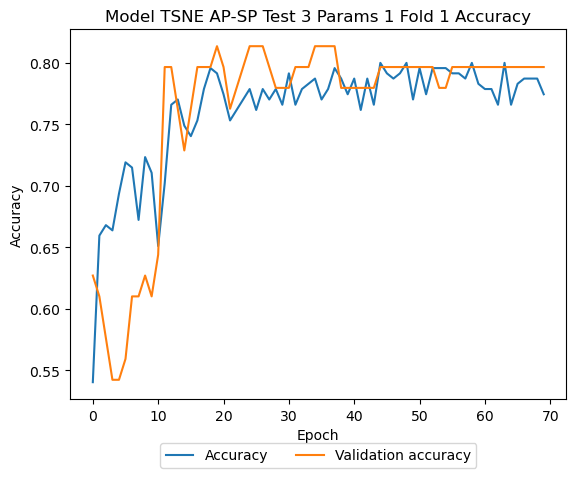 Model TSNE AP-SP Test 3 Params 1 Fold 1 Accuracy
Accuracy
0.80
0.75
0.70
0.65
0.60
0.55
0 10 20 30 40 50 60 70
Epoch
Accuracy Validation accuracy